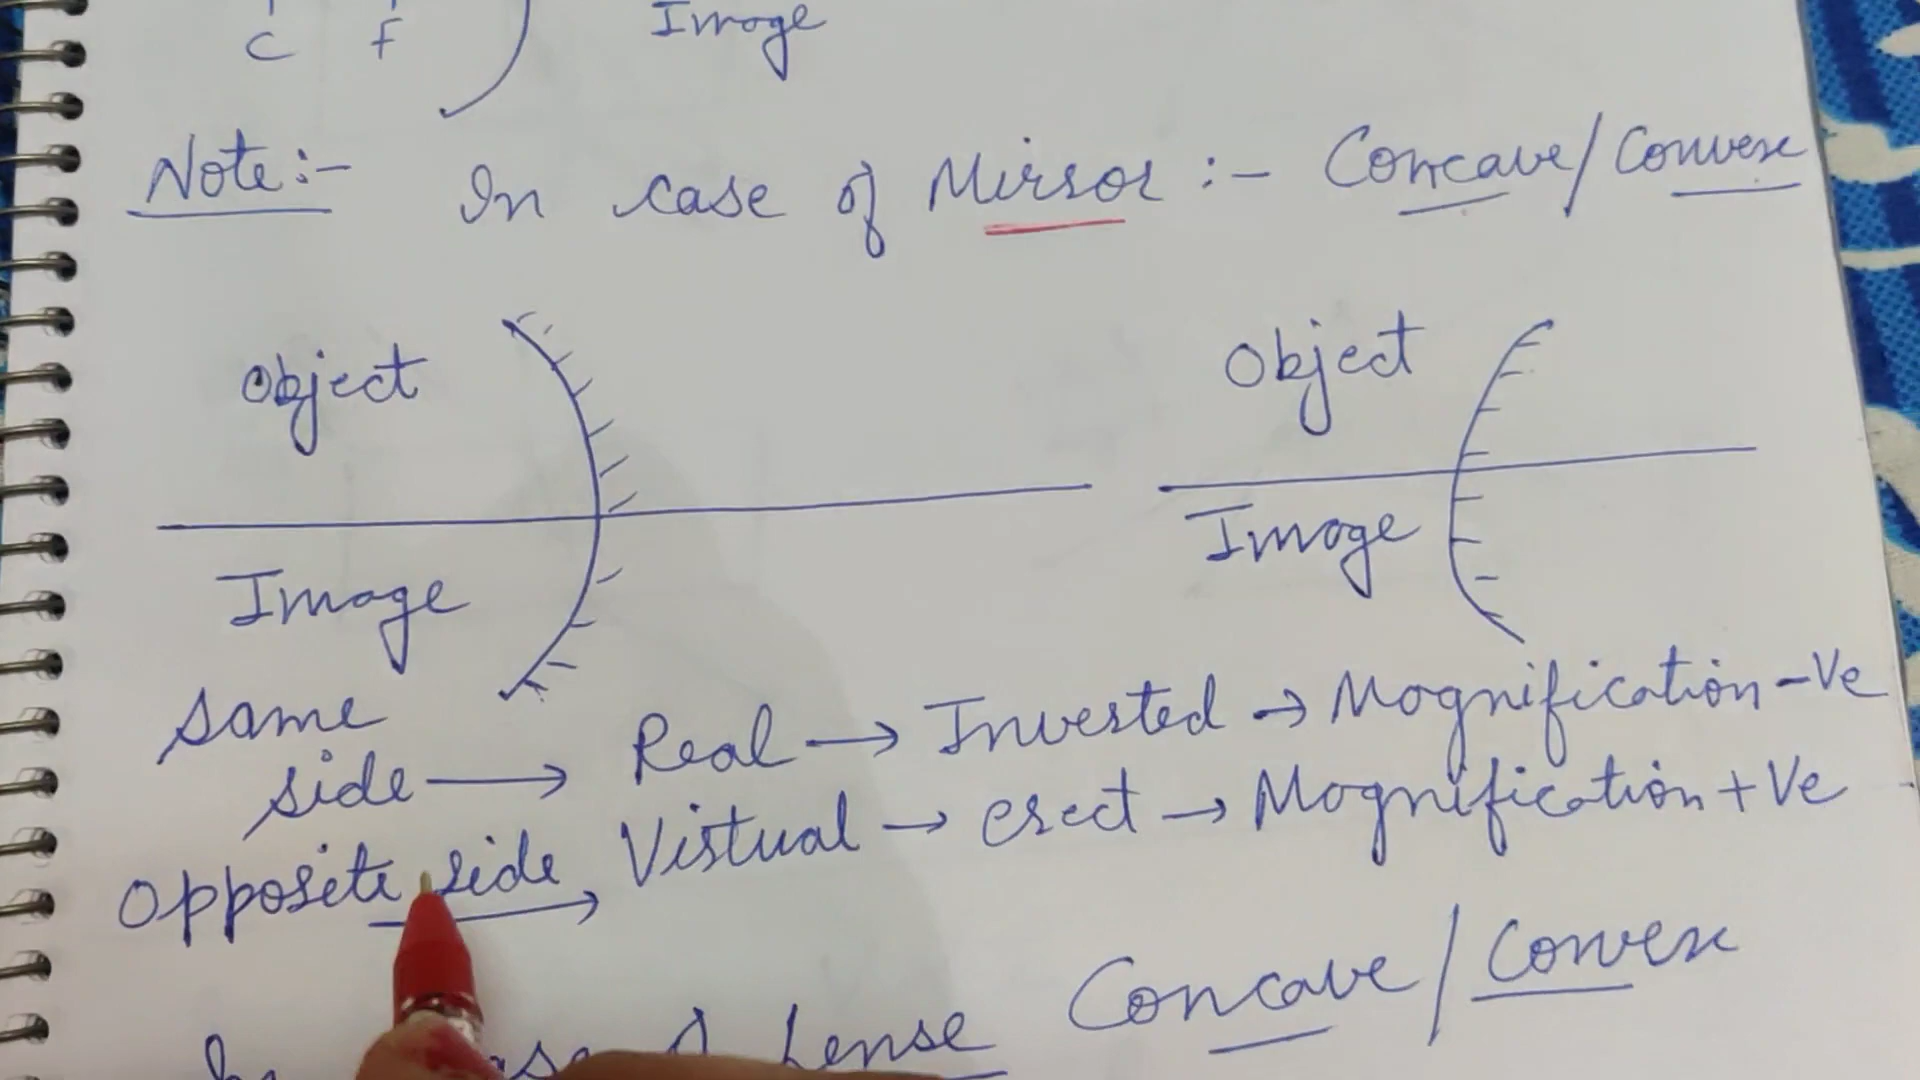 C F Image
Note:- In case of Mirror :- Concave/Convex
Object
Image
Object
Image
Same
side → Real → Inverted → Magnification -Ve
Opposite side → Virtual → erect → Magnification +Ve
of Lense Concave/Convex